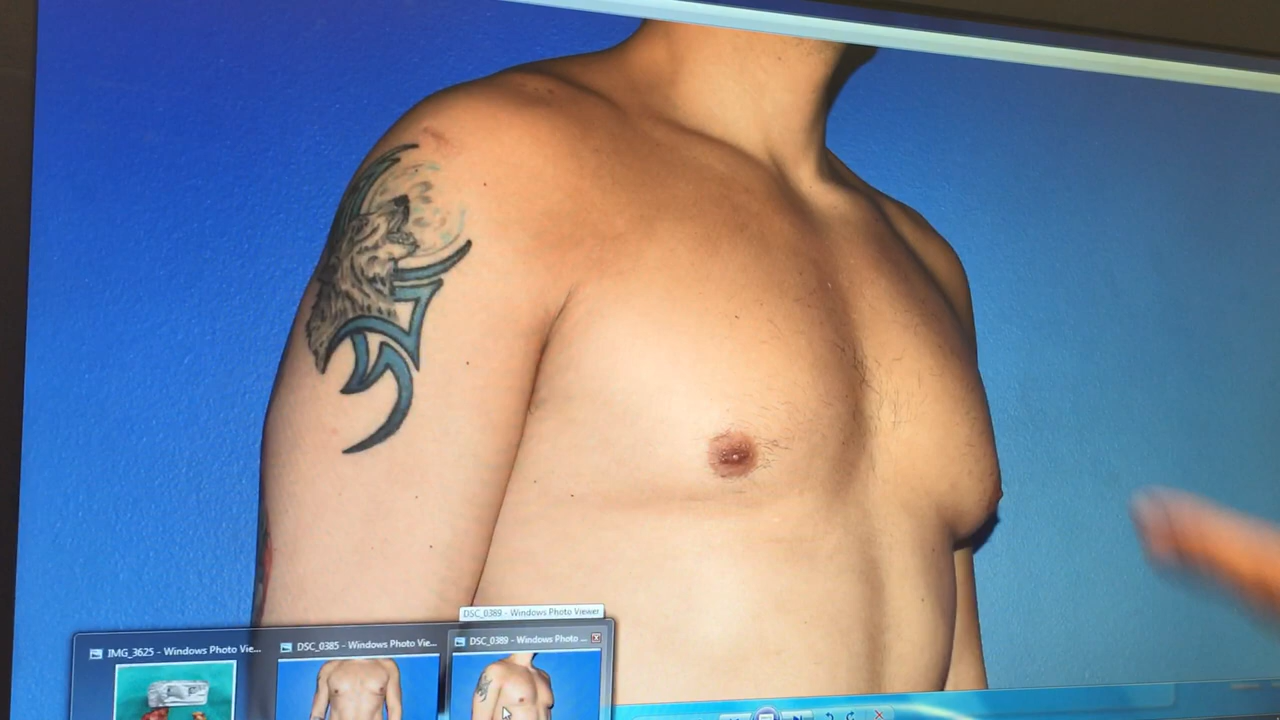 DSC_0389 - Windows Photo Viewer
IMG_3625 - Windows Photo Vie...
DSC_0385 - Windows Photo Vie...
DSC_0389 - Windows Photo ...